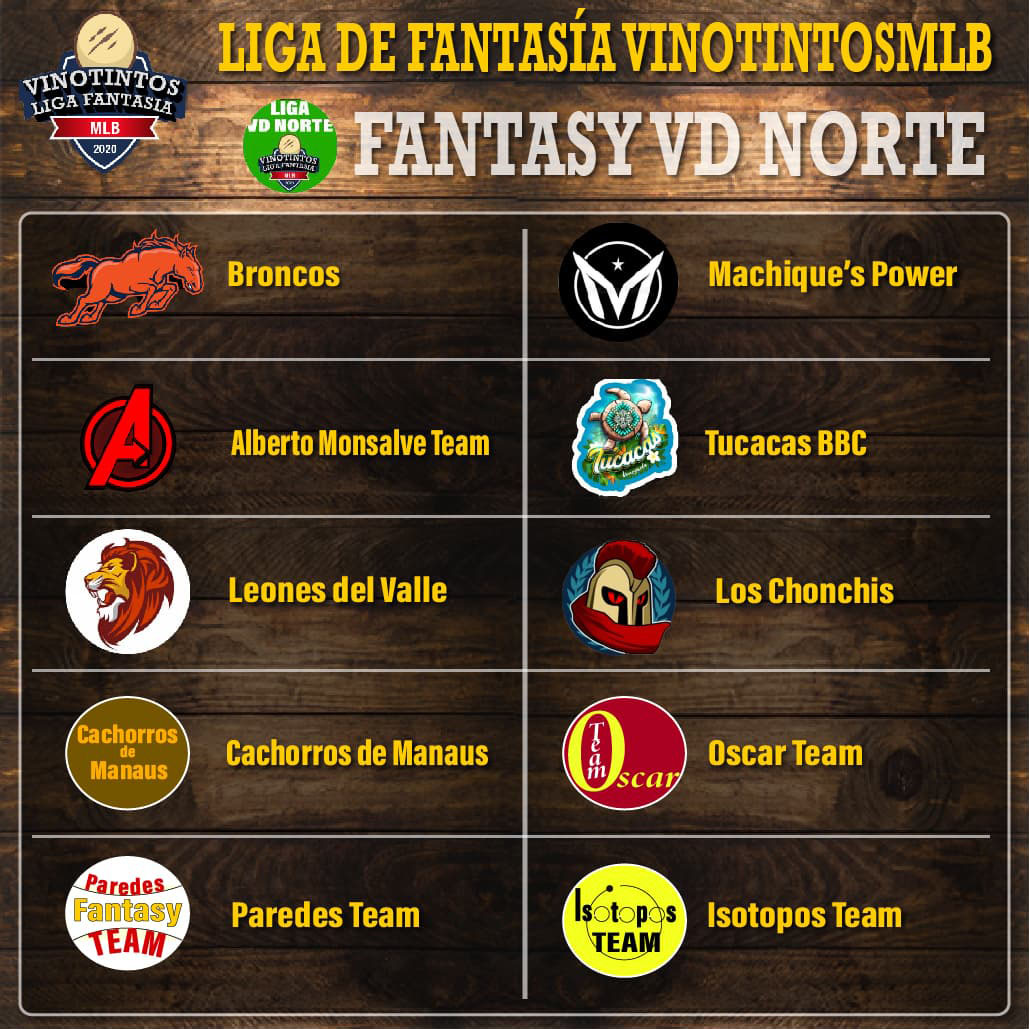 VINOTINTOS
LIGA FANTASIA
MLB
2020
LIGA DE FANTASÍA VINOTINTOSMLB
LIGA
VD NORTE
VINOTINTOS
LIGA FANTASIA
MLB
FANTASY VD NORTE
Broncos
Machique's Power
Alberto Monsalve Team
Tucacas
Tucacas BBC
Leones del Valle
Los Chonchis
Cachorros
de
Manaus
Cachorros de Manaus
Team
Oscar
Oscar Team
Paredes
Fantasy
TEAM
Paredes Team
Isotopos
TEAM
Isotopos Team